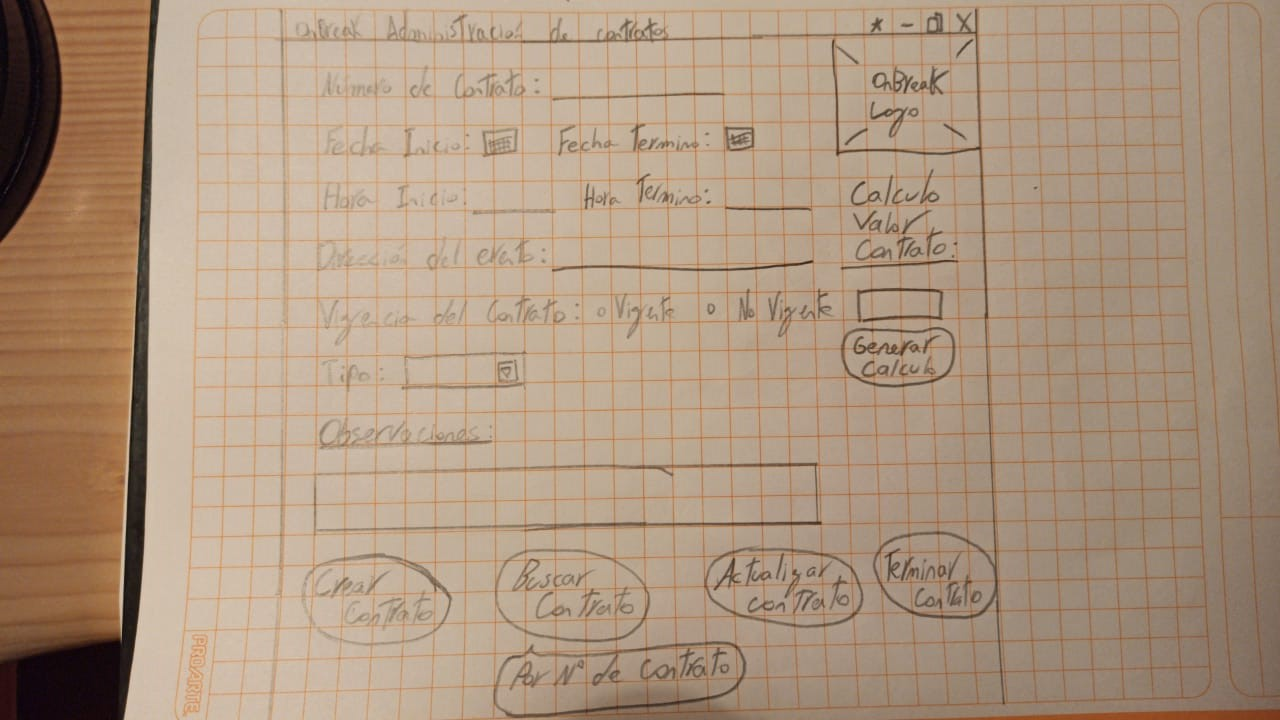 OnBreak Administracion de contratos * - X
Número de Contrato:
OnBreak
Logo
Fecha Inicio: Fecha Termino:
Hora Inicio: Hora Termino:
Calculo
Valor
Contrato:
Dirección del evento:
Vigencia del Contrato: o Vigente o No Vigente
Generar
Calculo
Tipo:
Observaciones:
Crear
Contrato
Buscar
Contrato
Actualizar
contrato
Terminar
Contrato
Por N° de contrato
PROARTE.